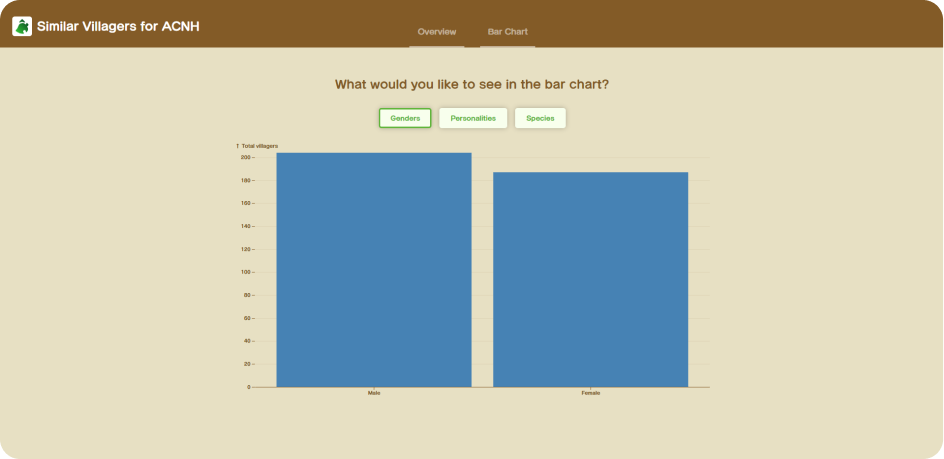 Similar Villagers for ACNH
Overview
Bar Chart
What would you like to see in the bar chart?
Genders
Personalities
Species
↑ Total villagers
200
180
160
140
120
100
80
60
40
20
0
Male
Female